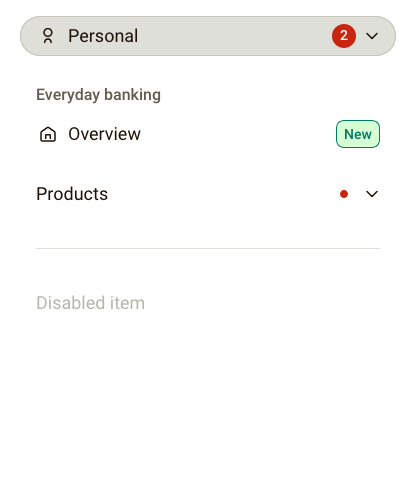 Personal 2
Everyday banking
Overview New
Products
Disabled item